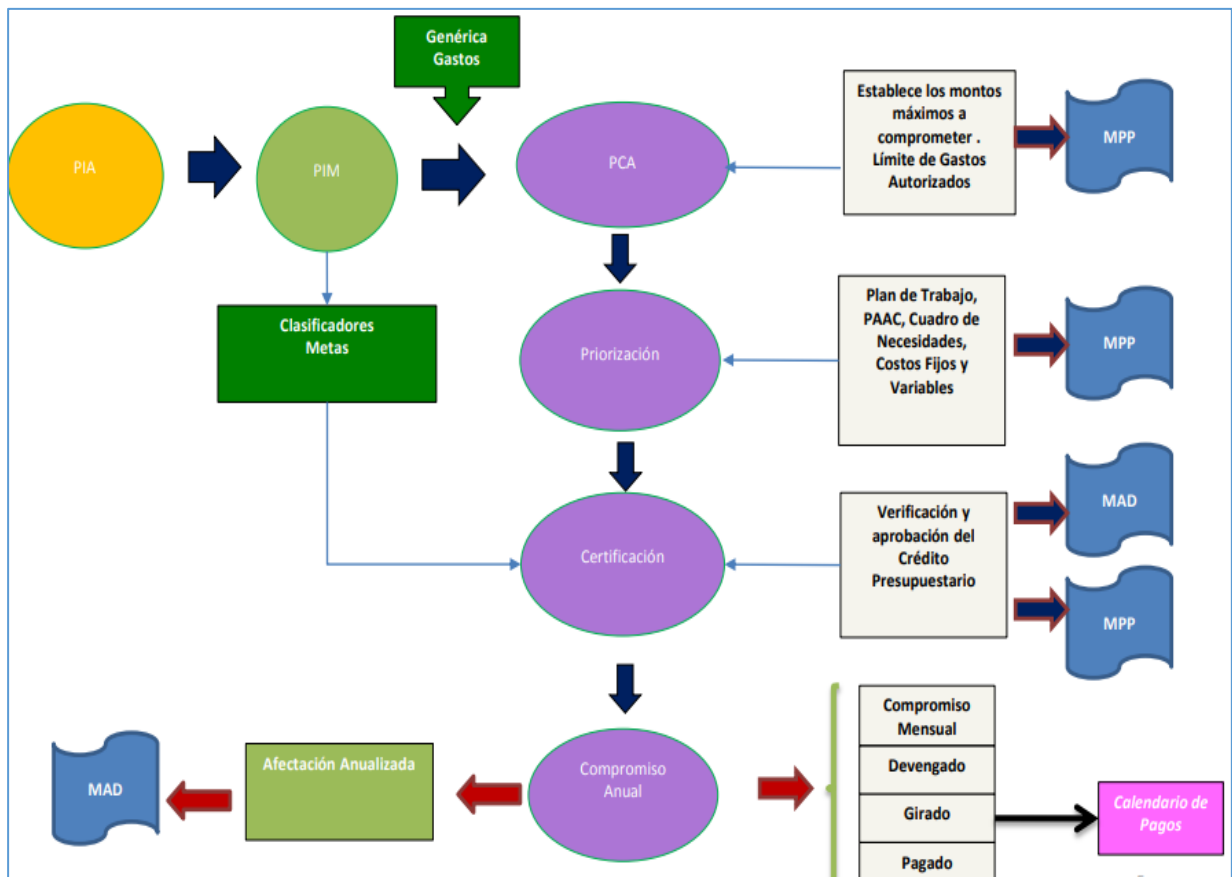 Genérica
Gastos
PIA
PIM
PCA
Establece los montos
máximos a
comprometer .
Límite de Gastos
Autorizados
MPP
Clasificadores
Metas
Priorización
Plan de Trabajo,
PAAC, Cuadro de
Necesidades,
Costos Fijos y
Variables
MPP
Certificación
Verificación y
aprobación del
Crédito
Presupuestario
MAD
MPP
MAD
Afectación Anualizada
Compromiso
Anual
Compromiso
Mensual
Devengado
Girado
Pagado
Calendario de
Pagos